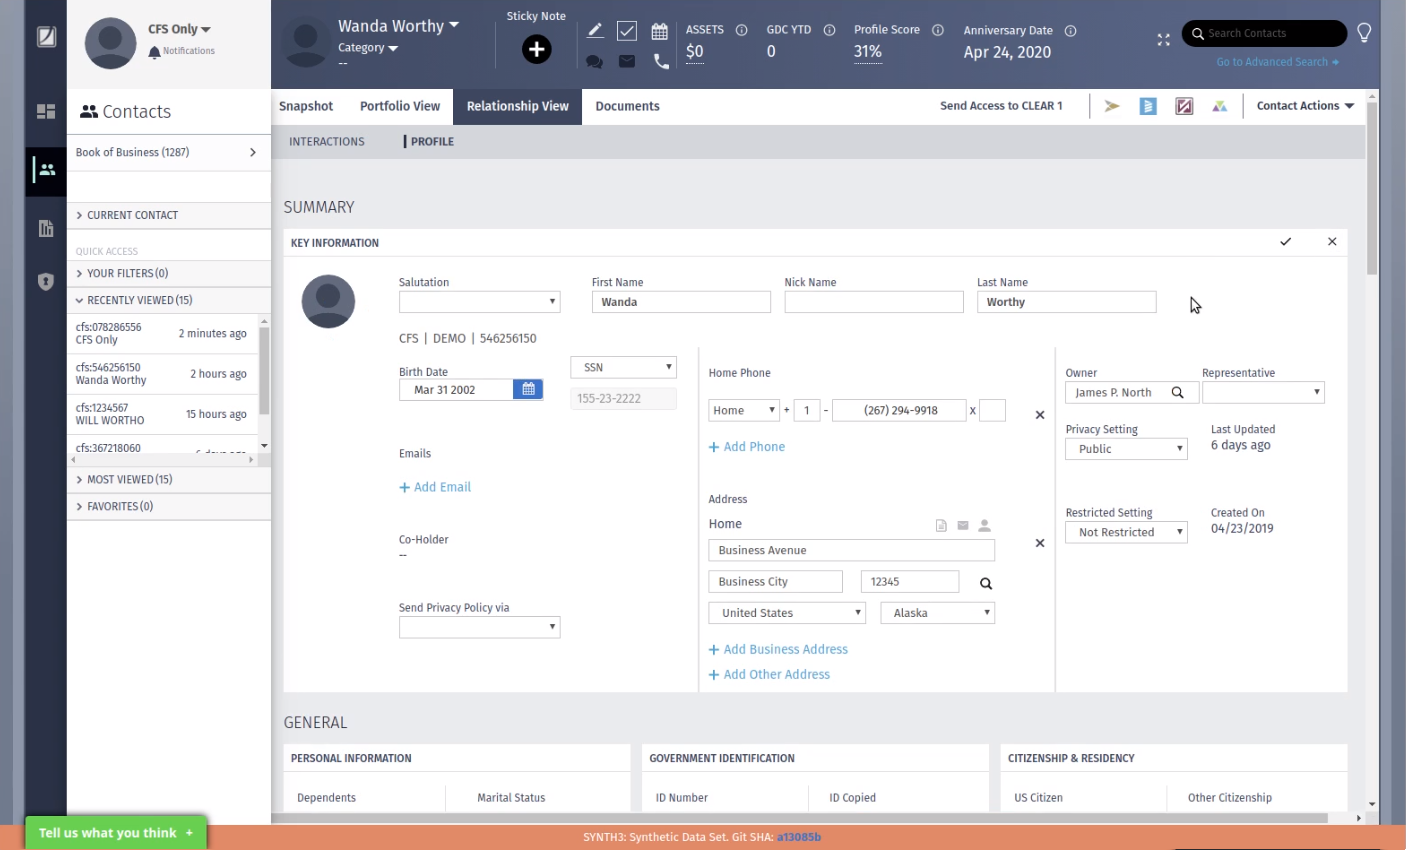 CFS Only
Notifications
Wanda Worthy
Category
--
Sticky Note
ASSETS
$0
GDC YTD
0
Profile Score
31%
Anniversary Date
Apr 24, 2020
Search Contacts
Go to Advanced Search
Contacts
Snapshot
Portfolio View
Relationship View
Documents
Send Access to CLEAR 1
Contact Actions
INTERACTIONS
PROFILE
Book of Business (1287)
CURRENT CONTACT
QUICK ACCESS
YOUR FILTERS (0)
RECENTLY VIEWED (15)
cfs:078286556
CFS Only
2 minutes ago
cfs:546256150
Wanda Worthy
2 hours ago
cfs:1234567
WILL WORTHO
15 hours ago
cfs:367218060
6 days ago
MOST VIEWED (15)
FAVORITES (0)
SUMMARY
KEY INFORMATION
Salutation
First Name
Wanda
Nick Name
Last Name
Worthy
CFS | DEMO | 546256150
Birth Date
Mar 31 2002
SSN
155-23-2222
Emails
+ Add Email
Co-Holder
--
Send Privacy Policy via
Home Phone
Home
+
1
-
(267) 294-9918
x
+ Add Phone
Address
Home
Business Avenue
Business City
12345
United States
Alaska
+ Add Business Address
+ Add Other Address
Owner
James P. North
Representative
Privacy Setting
Public
Last Updated
6 days ago
Restricted Setting
Not Restricted
Created On
04/23/2019
GENERAL
PERSONAL INFORMATION
Dependents
Marital Status
GOVERNMENT IDENTIFICATION
ID Number
ID Copied
CITIZENSHIP & RESIDENCY
US Citizen
Other Citizenship
Tell us what you think +
SYNTH3: Synthetic Data Set. Git SHA: a13085b